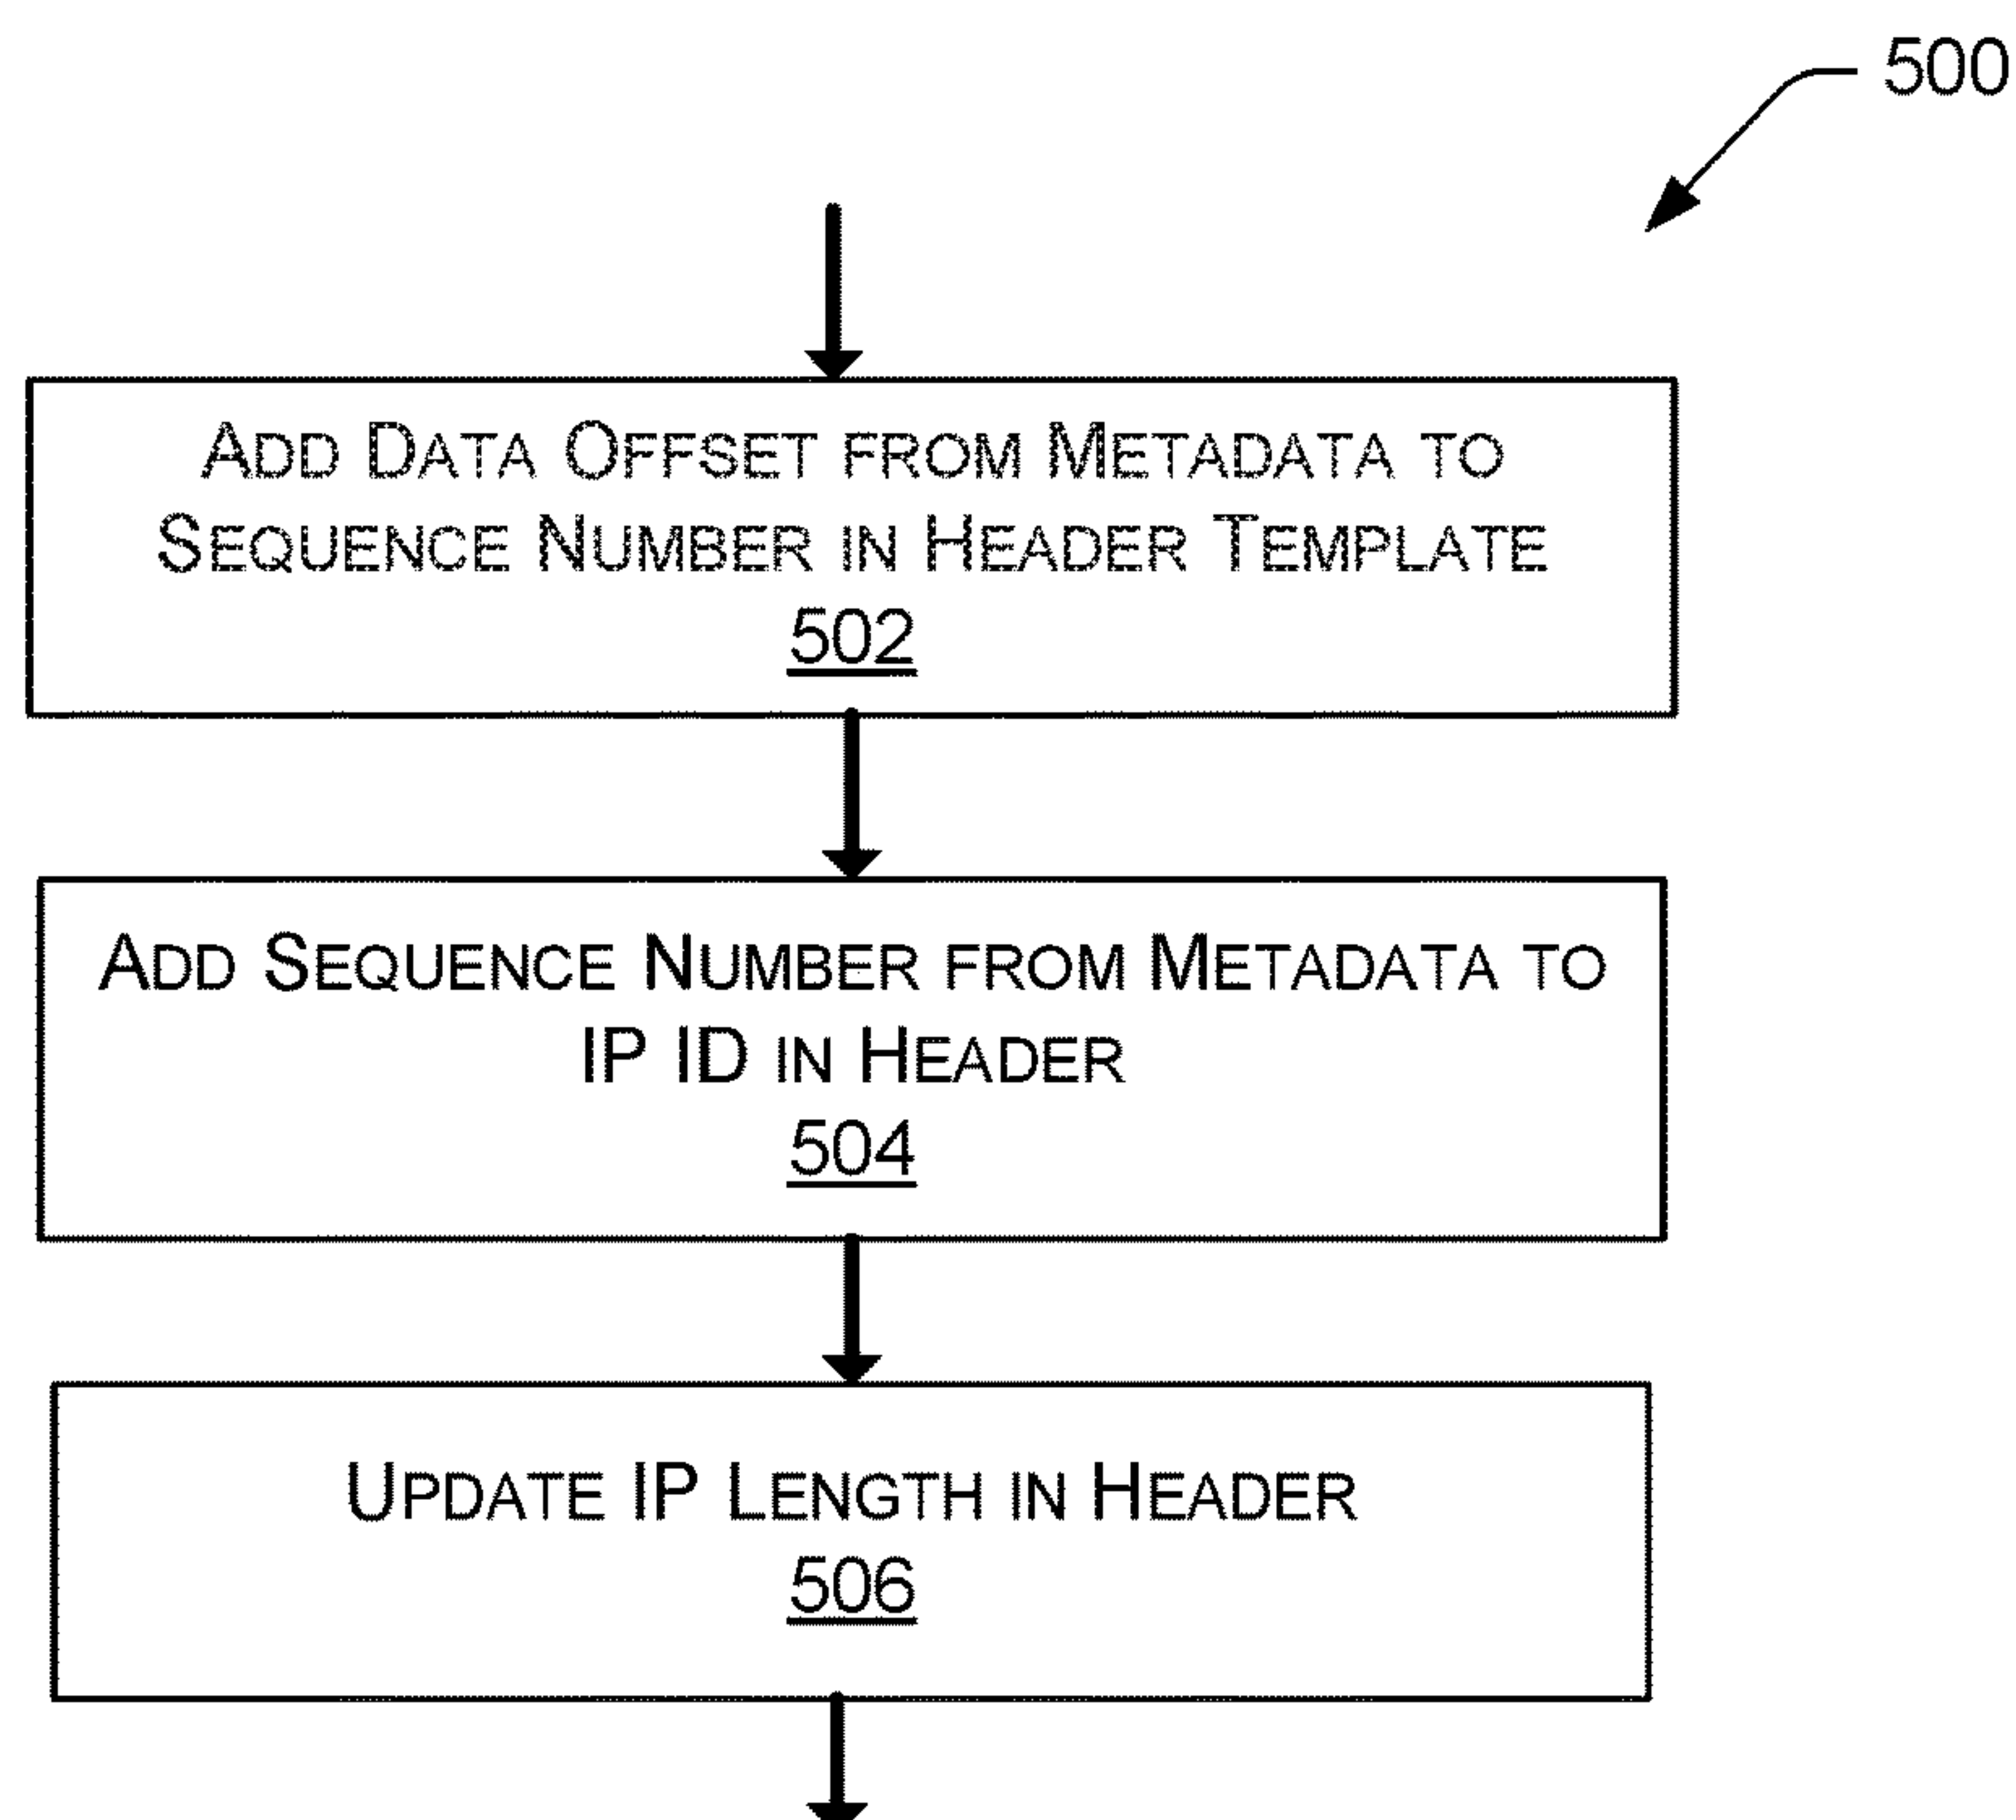 500
ADD DATA OFFSET FROM METADATA TO
SEQUENCE NUMBER IN HEADER TEMPLATE
502
ADD SEQUENCE NUMBER FROM METADATA TO
IP ID IN HEADER
504
UPDATE IP LENGTH IN HEADER
506